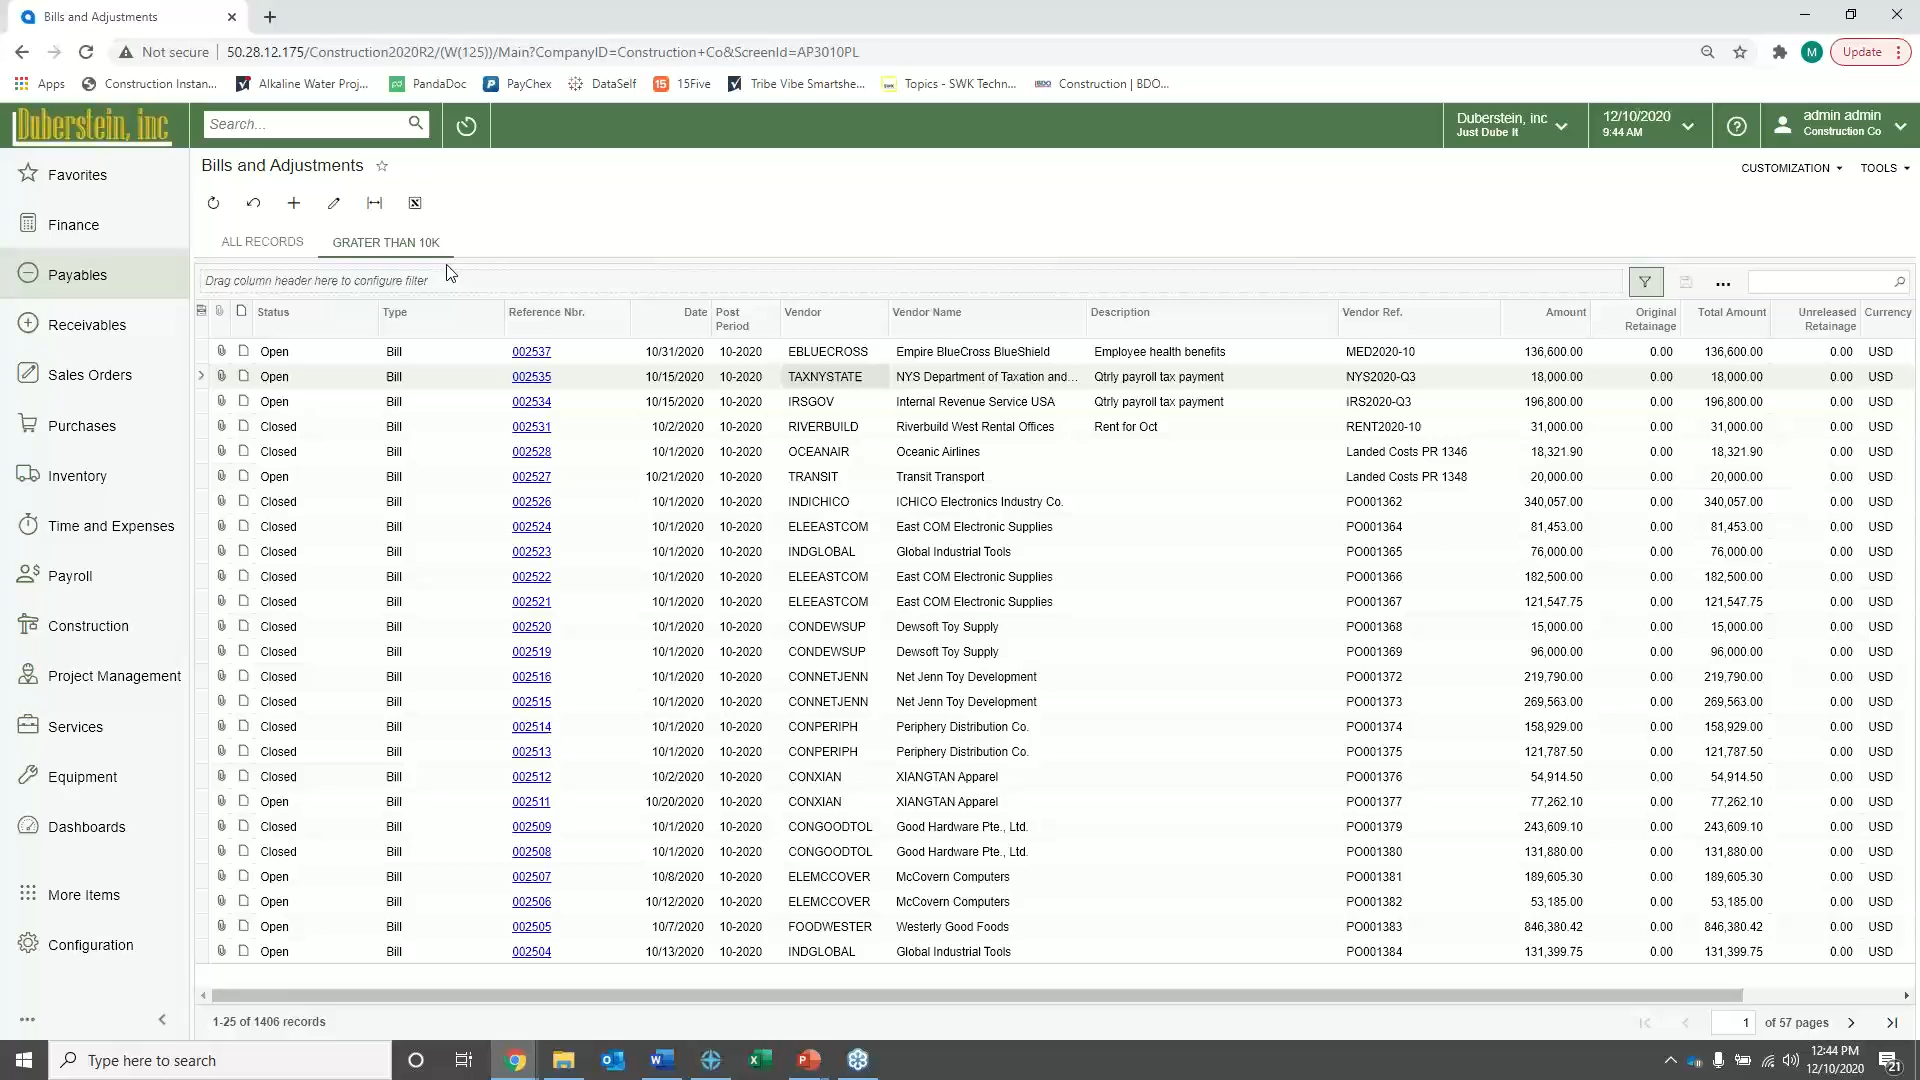 Bills and Adjustments
Not secure 50.28.12.175/Construction2020R2/(W(125))/Main?CompanyID=Construction+Co&ScreenId=AP3010PL M Update
Apps Construction Instan... Alkaline Water Proj... PandaDoc PayChex DataSelf 15Five Tribe Vibe Smartshe... Topics - SWK Techn... Construction | BDO...
Duberstein, inc Search... Duberstein, inc 12/10/2020 admin admin
Just Dube It 9:44 AM Construction Co
Favorites
Finance
Payables
Receivables
Sales Orders
Purchases
Inventory
Time and Expenses
Payroll
Construction
Project Management
Services
Equipment
Dashboards
More Items
Configuration
Bills and Adjustments CUSTOMIZATION TOOLS
ALL RECORDS GRATER THAN 10K
Drag column header here to configure filter
Status Type Reference Nbr. Date Post Period Vendor Vendor Name Description Vendor Ref. Amount Original Retainage Total Amount Unreleased Retainage Currency
Open Bill 002537 10/31/2020 10-2020 EBLUECROSS Empire BlueCross BlueShield Employee health benefits MED2020-10 136,600.00 0.00 136,600.00 0.00 USD
Open Bill 002535 10/15/2020 10-2020 TAXNYSTATE NYS Department of Taxation and... Qtrly payroll tax payment NYS2020-Q3 18,000.00 0.00 18,000.00 0.00 USD
Open Bill 002534 10/15/2020 10-2020 IRSGOV Internal Revenue Service USA Qtrly payroll tax payment IRS2020-Q3 196,800.00 0.00 196,800.00 0.00 USD
Closed Bill 002531 10/2/2020 10-2020 RIVERBUILD Riverbuild West Rental Offices Rent for Oct RENT2020-10 31,000.00 0.00 31,000.00 0.00 USD
Closed Bill 002528 10/1/2020 10-2020 OCEANAIR Oceanic Airlines Landed Costs PR 1346 18,321.90 0.00 18,321.90 0.00 USD
Open Bill 002527 10/21/2020 10-2020 TRANSIT Transit Transport Landed Costs PR 1348 20,000.00 0.00 20,000.00 0.00 USD
Closed Bill 002526 10/1/2020 10-2020 INDICHICO ICHICO Electronics Industry Co. PO001362 340,057.00 0.00 340,057.00 0.00 USD
Closed Bill 002524 10/1/2020 10-2020 ELEEASTCOM East COM Electronic Supplies PO001364 81,453.00 0.00 81,453.00 0.00 USD
Closed Bill 002523 10/1/2020 10-2020 INDGLOBAL Global Industrial Tools PO001365 76,000.00 0.00 76,000.00 0.00 USD
Closed Bill 002522 10/1/2020 10-2020 ELEEASTCOM East COM Electronic Supplies PO001366 182,500.00 0.00 182,500.00 0.00 USD
Closed Bill 002521 10/1/2020 10-2020 ELEEASTCOM East COM Electronic Supplies PO001367 121,547.75 0.00 121,547.75 0.00 USD
Closed Bill 002520 10/1/2020 10-2020 CONDEWSUP Dewsoft Toy Supply PO001368 15,000.00 0.00 15,000.00 0.00 USD
Closed Bill 002519 10/1/2020 10-2020 CONDEWSUP Dewsoft Toy Supply PO001369 96,000.00 0.00 96,000.00 0.00 USD
Closed Bill 002516 10/1/2020 10-2020 CONNETJENN Net Jenn Toy Development PO001372 219,790.00 0.00 219,790.00 0.00 USD
Closed Bill 002515 10/1/2020 10-2020 CONNETJENN Net Jenn Toy Development PO001373 269,563.00 0.00 269,563.00 0.00 USD
Closed Bill 002514 10/1/2020 10-2020 CONPERIPH Periphery Distribution Co. PO001374 158,929.00 0.00 158,929.00 0.00 USD
Closed Bill 002513 10/1/2020 10-2020 CONPERIPH Periphery Distribution Co. PO001375 121,787.50 0.00 121,787.50 0.00 USD
Closed Bill 002512 10/2/2020 10-2020 CONXIAN XIANGTAN Apparel PO001376 54,914.50 0.00 54,914.50 0.00 USD
Open Bill 002511 10/20/2020 10-2020 CONXIAN XIANGTAN Apparel PO001377 77,262.10 0.00 77,262.10 0.00 USD
Closed Bill 002509 10/1/2020 10-2020 CONGOODTOL Good Hardware Pte., Ltd. PO001379 243,609.10 0.00 243,609.10 0.00 USD
Closed Bill 002508 10/1/2020 10-2020 CONGOODTOL Good Hardware Pte., Ltd. PO001380 131,880.00 0.00 131,880.00 0.00 USD
Open Bill 002507 10/8/2020 10-2020 ELEMCCOVER McCovern Computers PO001381 189,605.30 0.00 189,605.30 0.00 USD
Open Bill 002506 10/12/2020 10-2020 ELEMCCOVER McCovern Computers PO001382 53,185.00 0.00 53,185.00 0.00 USD
Open Bill 002505 10/7/2020 10-2020 FOODWESTER Westerly Good Foods PO001383 846,380.42 0.00 846,380.42 0.00 USD
Open Bill 002504 10/13/2020 10-2020 INDGLOBAL Global Industrial Tools PO001384 131,399.75 0.00 131,399.75 0.00 USD
1-25 of 1406 records 1 of 57 pages
Type here to search 12:44 PM
12/10/2020 21